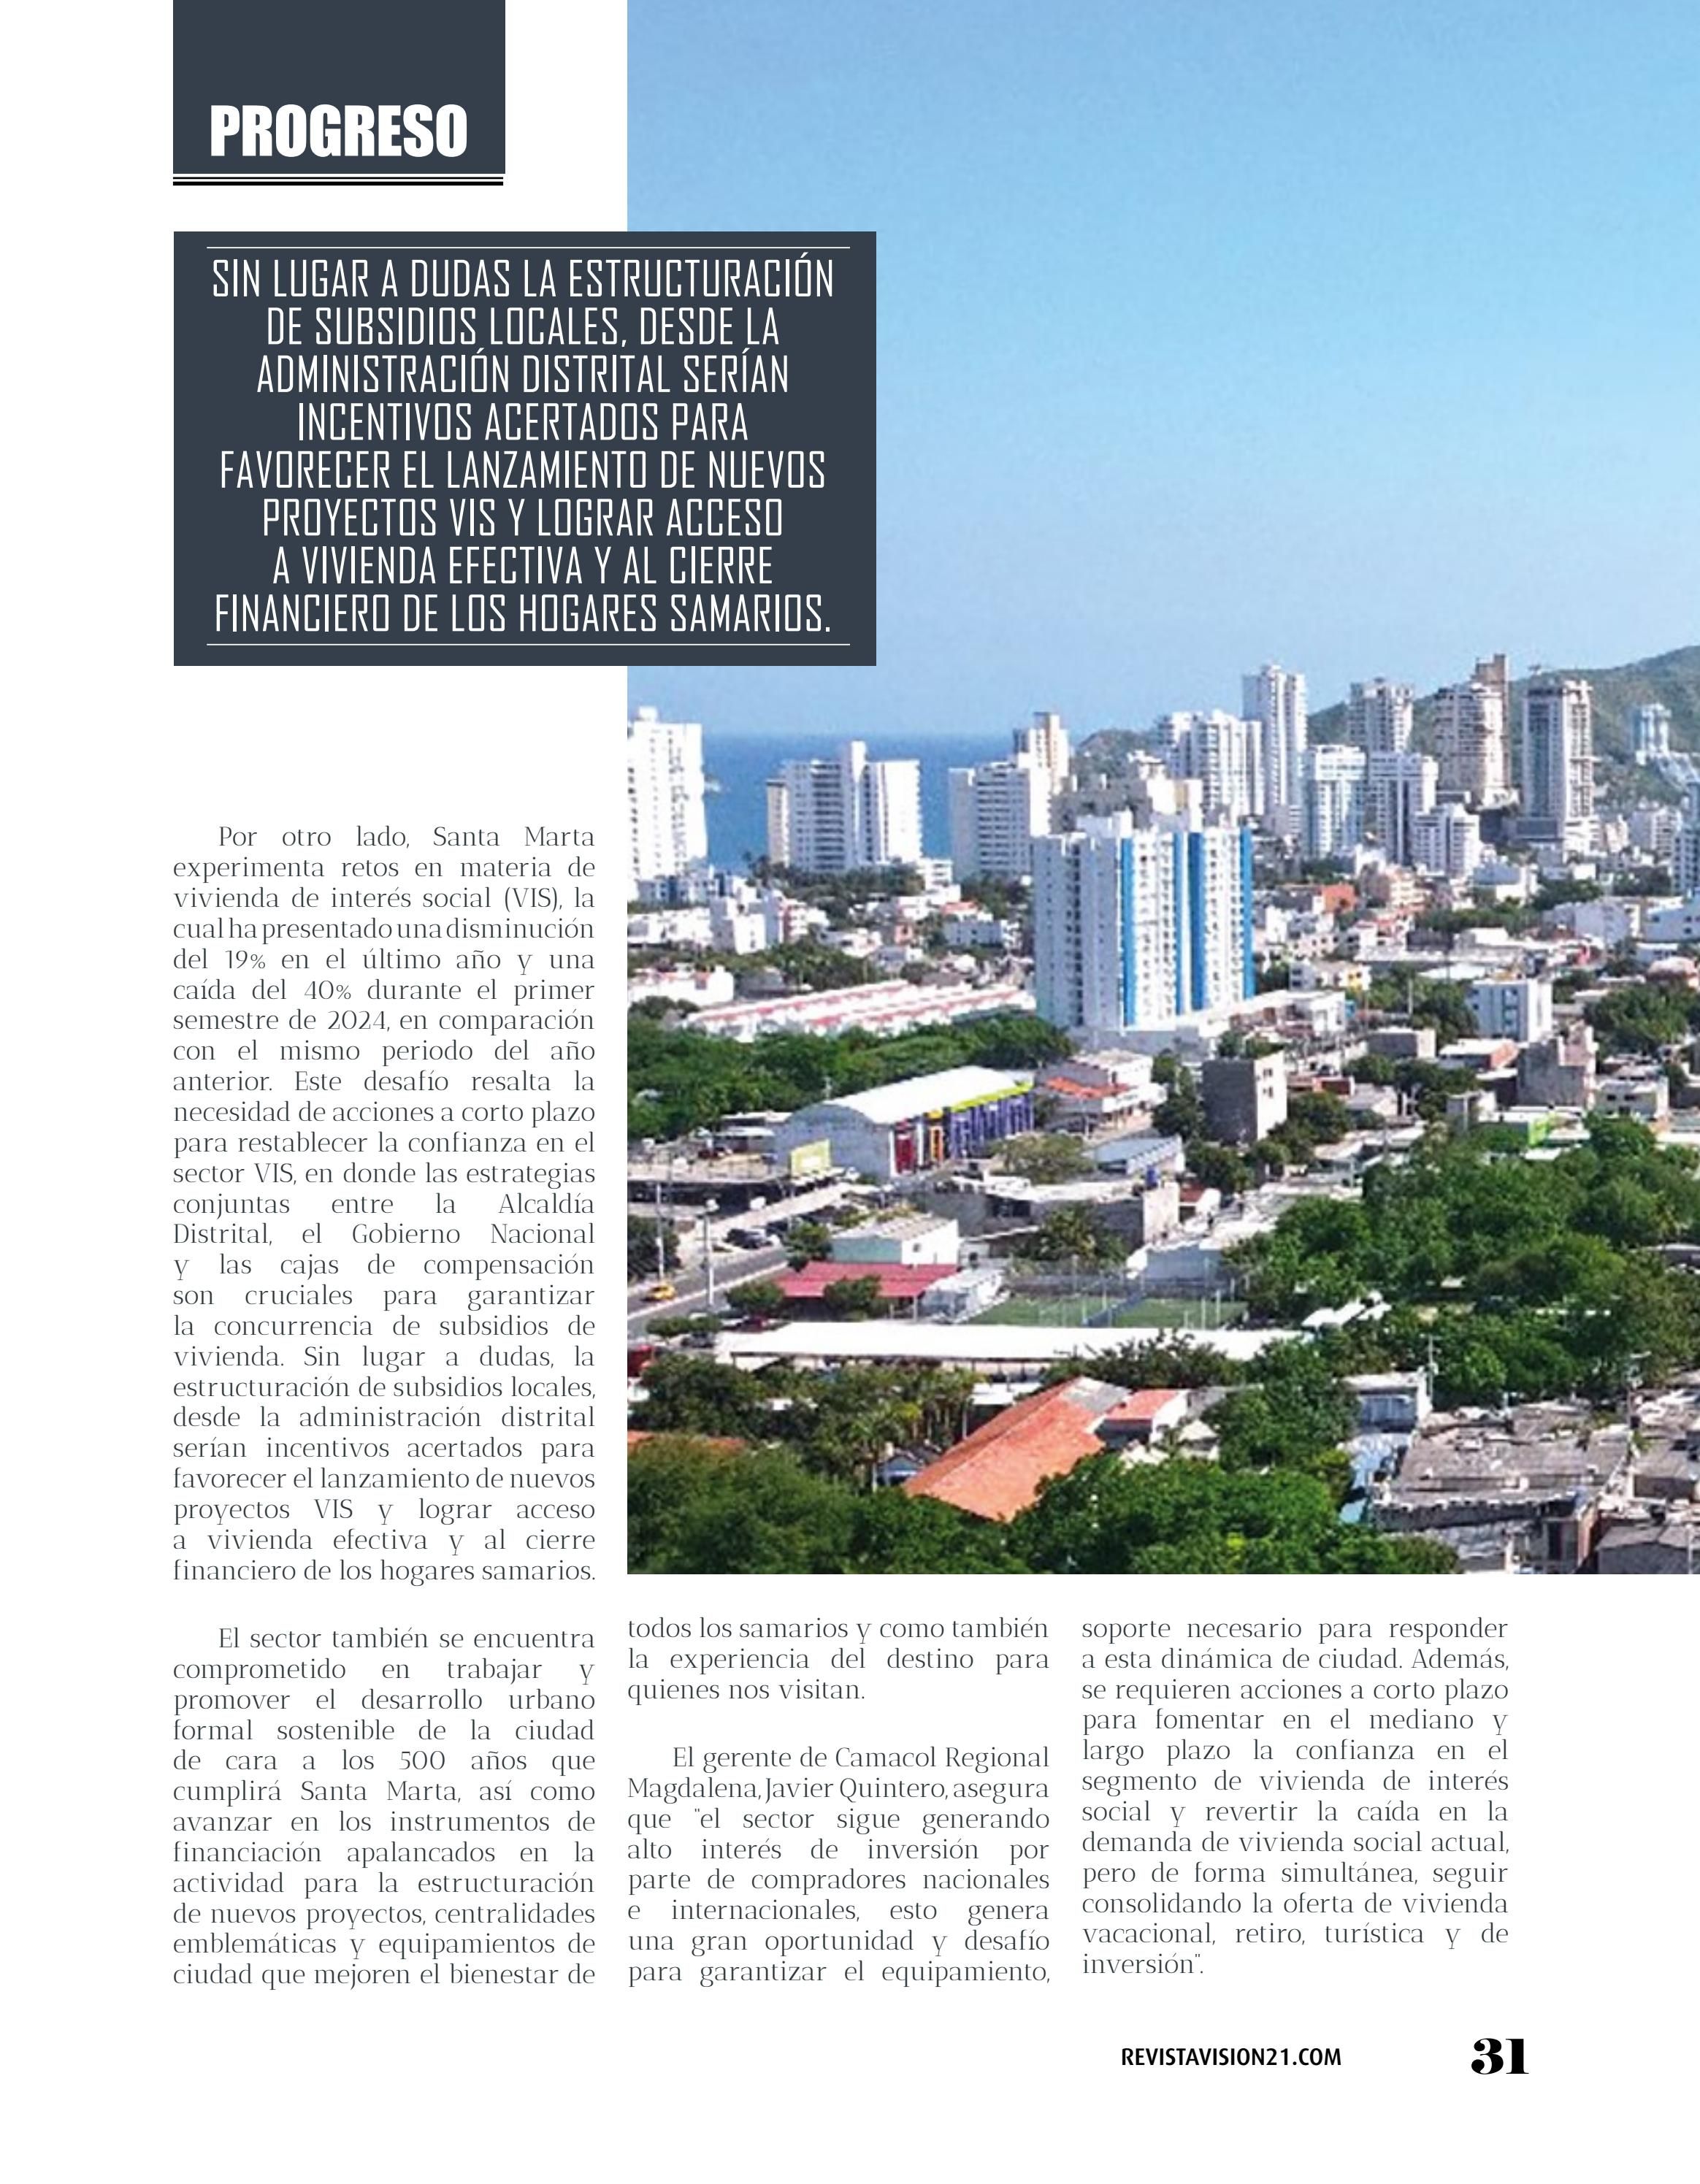 PROGRESO
SIN LUGAR A DUDAS LA ESTRUCTURACIÓN
DE SUBSIDIOS LOCALES, DESDE LA
ADMINISTRACIÓN DISTRITAL SERÍAN
INCENTIVOS ACERTADOS PARA
FAVORECER EL LANZAMIENTO DE NUEVOS
PROYECTOS VIS Y LOGRAR ACCESO
A VIVIENDA EFECTIVA Y AL CIERRE
FINANCIERO DE LOS HOGARES SAMARIOS.
Por otro lado, Santa Marta
experimenta retos en materia de
vivienda de interés social (VIS), la
cual ha presentado una disminución
del 19% en el último año y una
caída del 40% durante el primer
semestre de 2024, en comparación
con el mismo periodo del año
anterior. Este desafío resalta la
necesidad de acciones a corto plazo
para restablecer la confianza en el
sector VIS, en donde las estrategias
conjuntas entre la Alcaldía
Distrital, el Gobierno Nacional
y las cajas de compensación
son cruciales para garantizar
la concurrencia de subsidios de
vivienda. Sin lugar a dudas, la
estructuración de subsidios locales,
desde la administración distrital
serían incentivos acertados para
favorecer el lanzamiento de nuevos
proyectos VIS y lograr acceso
a vivienda efectiva y al cierre
financiero de los hogares samarios.
El sector también se encuentra
comprometido en trabajar y
promover el desarrollo urbano
formal sostenible de la ciudad
de cara a los 500 años que
cumplirá Santa Marta, así como
avanzar en los instrumentos de
financiación apalancados en la
actividad para la estructuración
de nuevos proyectos, centralidades
emblemáticas y equipamientos de
ciudad que mejoren el bienestar de
todos los samarios y como también
la experiencia del destino para
quienes nos visitan.
El gerente de Camacol Regional
Magdalena, Javier Quintero, asegura
que "el sector sigue generando
alto interés de inversión por
parte de compradores nacionales
e internacionales, esto genera
una gran oportunidad y desafío
para garantizar el equipamiento,
soporte necesario para responder
a esta dinámica de ciudad. Además,
se requieren acciones a corto plazo
para fomentar en el mediano y
largo plazo la confianza en el
segmento de vivienda de interés
social y revertir la caída en la
demanda de vivienda social actual,
pero de forma simultánea, seguir
consolidando la oferta de vivienda
vacacional, retiro, turística y de
inversión".
REVISTAVISION21.COM
31